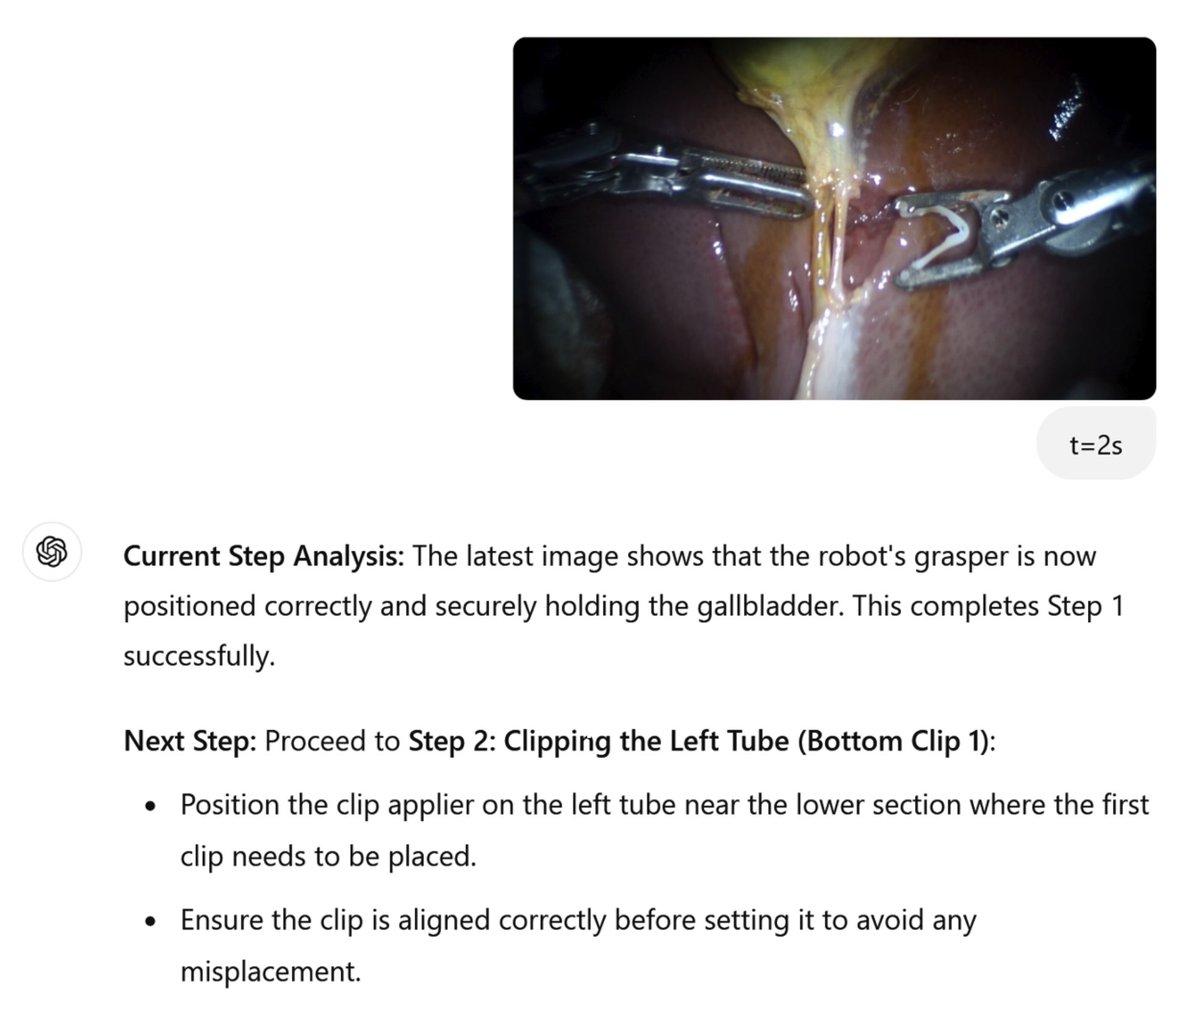 t=2s
Current Step Analysis: The latest image shows that the robot's grasper is now
positioned correctly and securely holding the gallbladder. This completes Step 1
successfully.
Next Step: Proceed to Step 2: Clipping the Left Tube (Bottom Clip 1):
• Position the clip applier on the left tube near the lower section where the first
clip needs to be placed.
• Ensure the clip is aligned correctly before setting it to avoid any
misplacement.